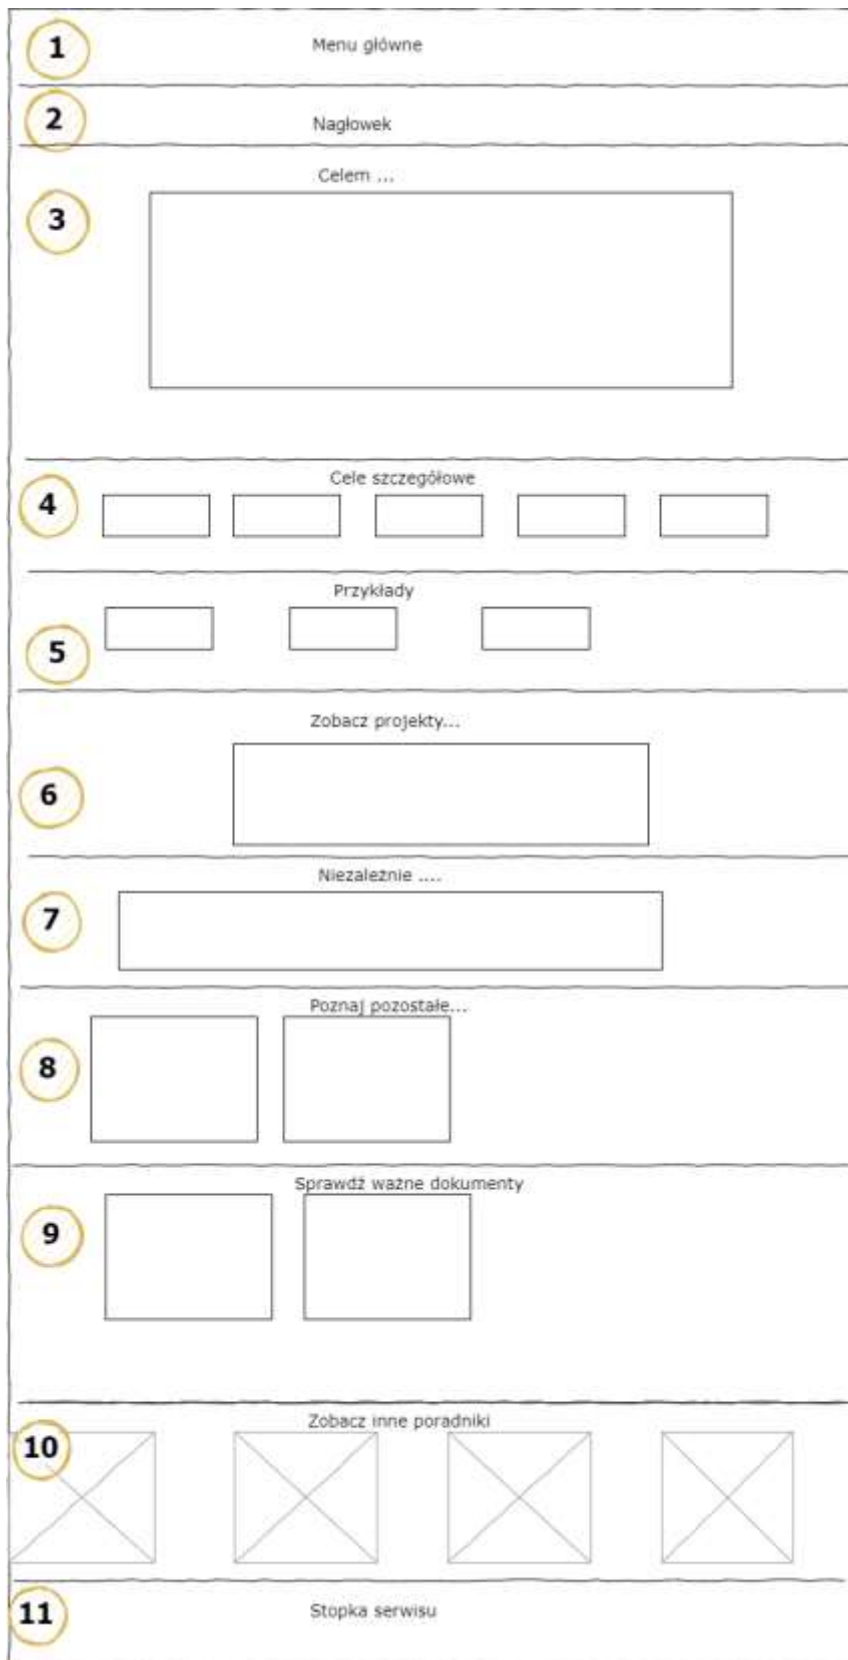 1
Menu główne
2
Nagłowek
Celem ...
3
Cele szczegółowe
4
Przykłady
5
Zobacz projekty...
6
Niezależnie ....
7
Poznaj pozostałe...
8
Sprawdź ważne dokumenty
9
Zobacz inne poradniki
10
11
Stopka serwisu